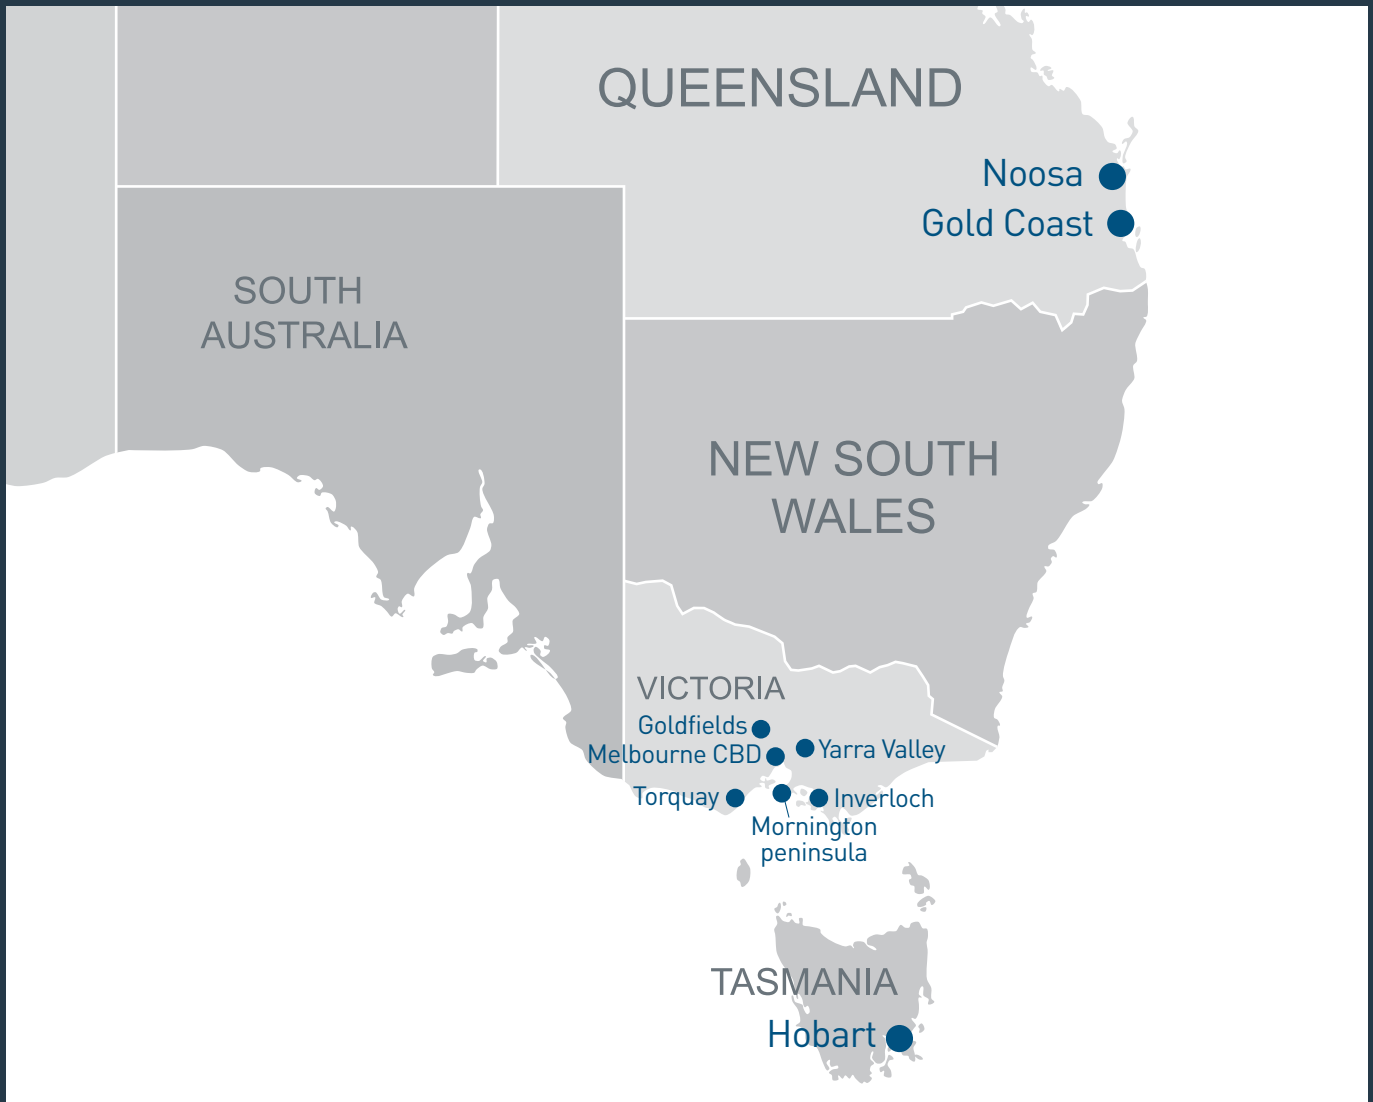 QUEENSLAND
Noosa
Gold Coast
SOUTH
AUSTRALIA
NEW SOUTH
WALES
VICTORIA
Goldfields
Melbourne CBD
Yarra Valley
Torquay
Inverloch
Mornington
peninsula
TASMANIA
Hobart